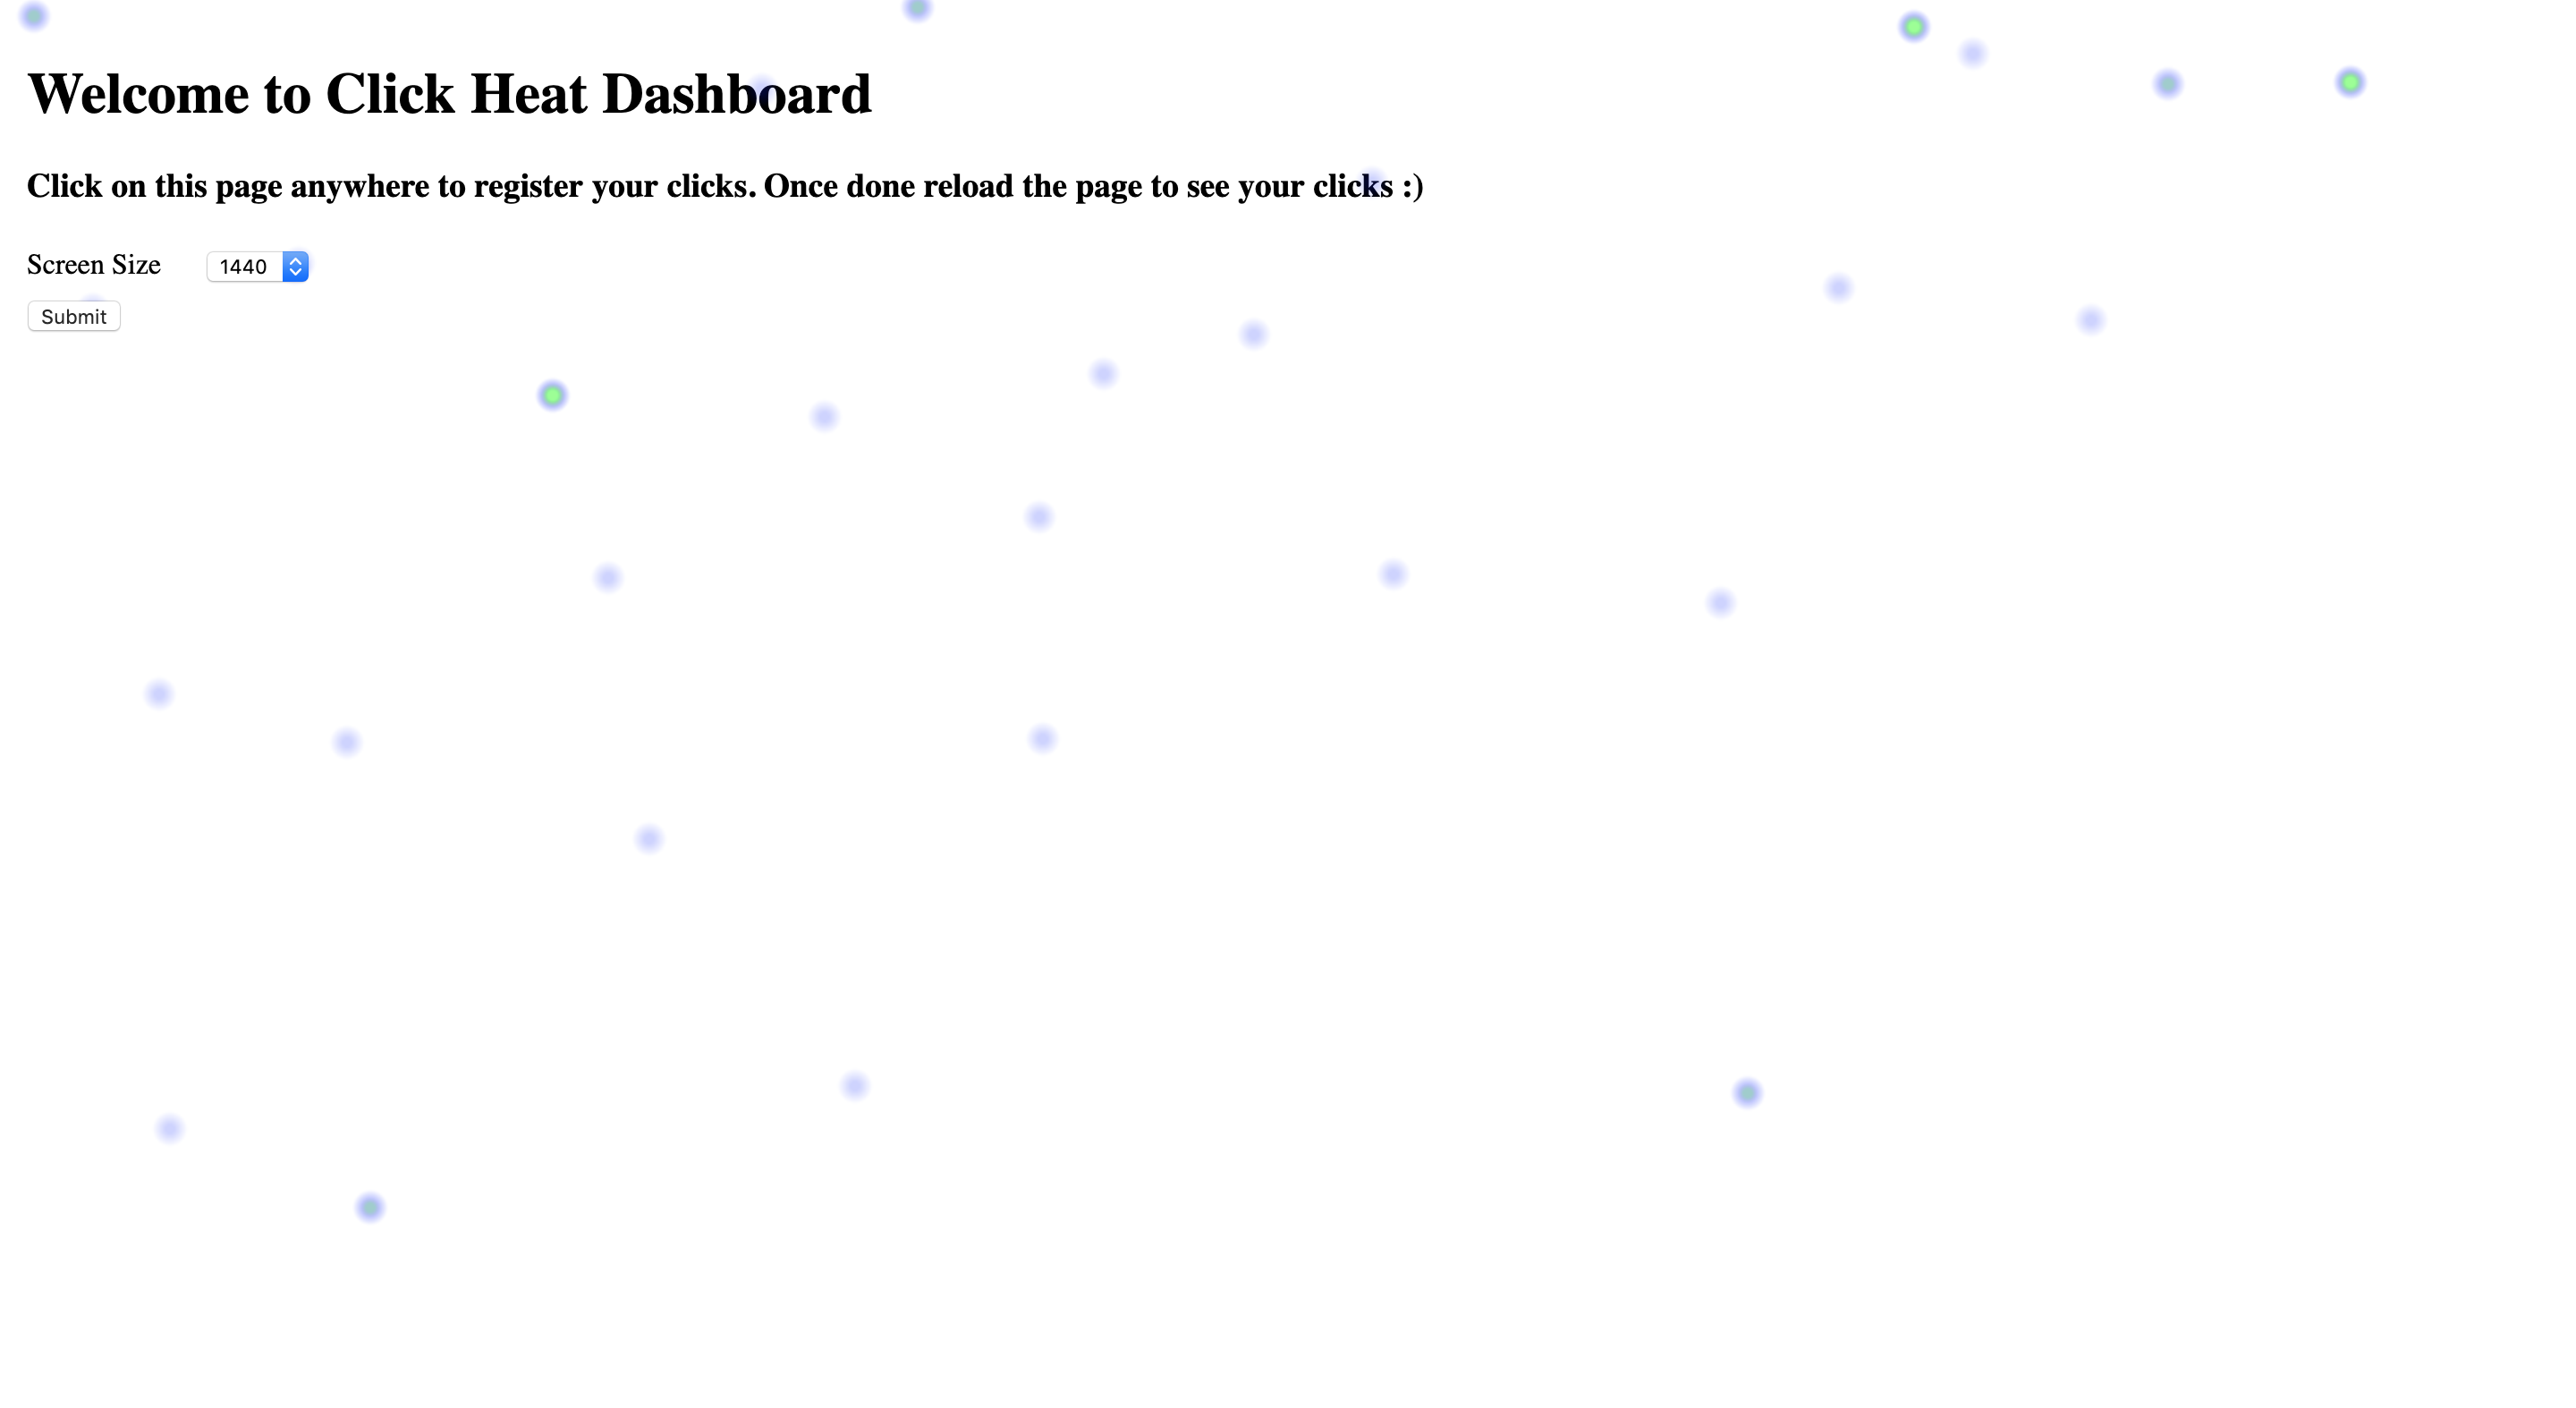 Welcome to Click Heat Dashboard
Click on this page anywhere to register your clicks. Once done reload the page to see your clicks :)
Screen Size 1440
Submit